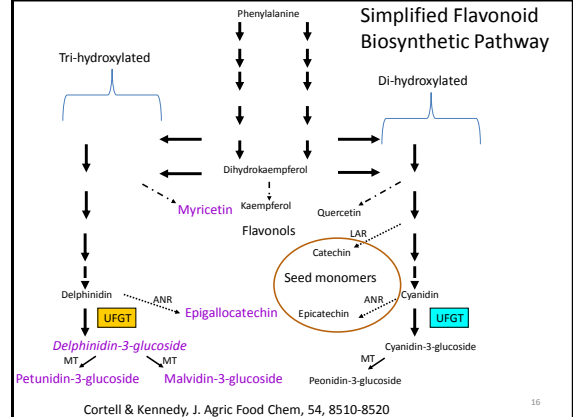 Phenylalanine
Simplified Flavonoid
Biosynthetic Pathway
Tri-hydroxylated
Di-hydroxylated
Dihydrokaempferol
Myricetin
Kaempferol
Quercetin
Flavonols
LAR
Catechin
Seed monomers
Delphinidin
ANR
Epigallocatechin
Epicatechin
ANR
Cyanidin
UFGT
UFGT
Delphinidin-3-glucoside
Cyanidin-3-glucoside
MT
MT
MT
Petunidin-3-glucoside
Malvidin-3-glucoside
Peonidin-3-glucoside
Cortell & Kennedy, J. Agric Food Chem, 54, 8510-8520
16